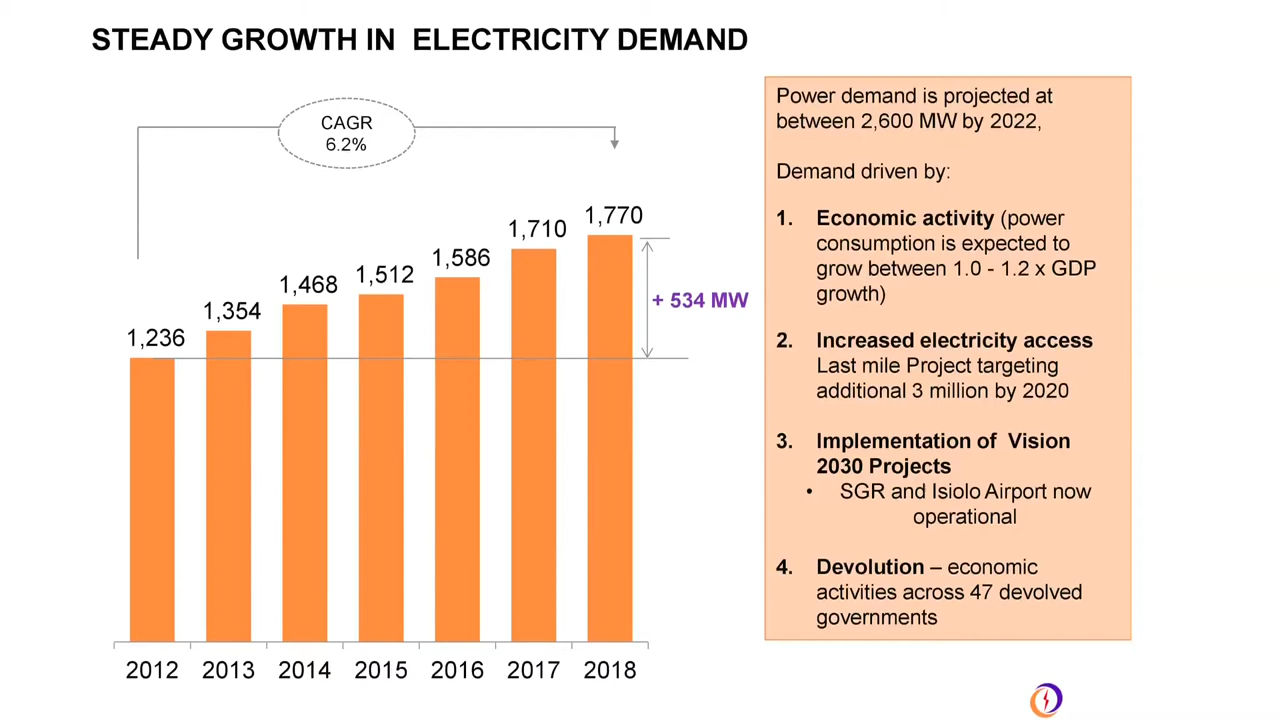 STEADY GROWTH IN ELECTRICITY DEMAND
CAGR
6.2%
1,236
1,354
1,468
1,512
1,586
1,710
1,770
+ 534 MW
2012
2013
2014
2015
2016
2017
2018
Power demand is projected at
between 2,600 MW by 2022,
Demand driven by:
1. Economic activity (power
consumption is expected to
grow between 1.0 - 1.2 x GDP
growth)
2. Increased electricity access
Last mile Project targeting
additional 3 million by 2020
3. Implementation of Vision
2030 Projects
• SGR and Isiolo Airport now
operational
4. Devolution – economic
activities across 47 devolved
governments